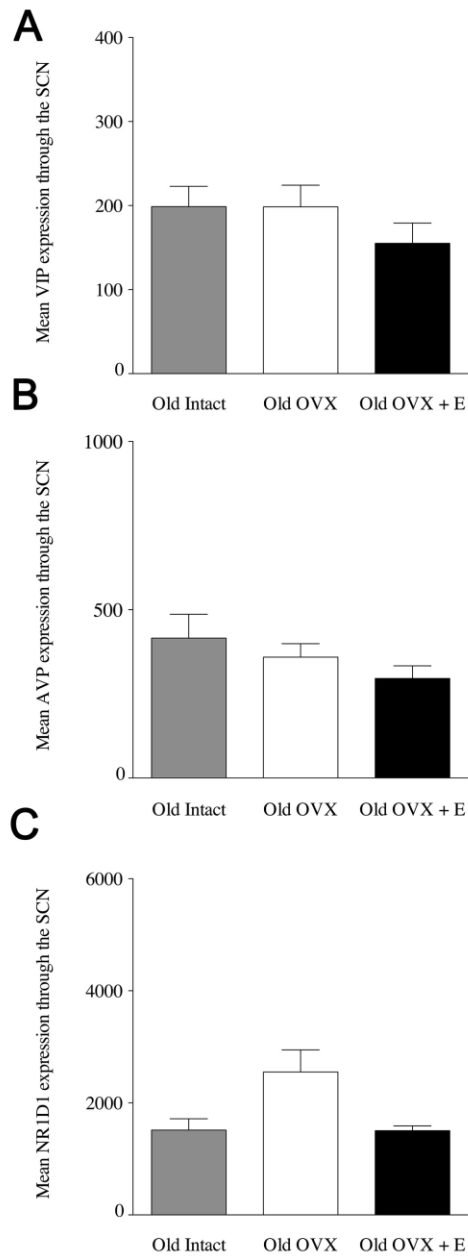 A
Mean VIP expression through the SCN
400
300
200
100
0
Old Intact Old OVX Old OVX + E
B
Mean AVP expression through the SCN
1000
500
0
Old Intact Old OVX Old OVX + E
C
Mean NR1D1 expression through the SCN
6000
4000
2000
0
Old Intact Old OVX Old OVX + E